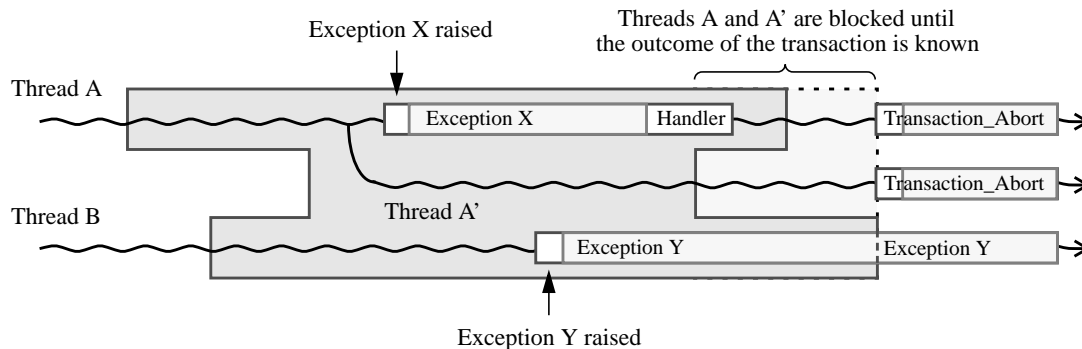 Threads A and A’ are blocked until
the outcome of the transaction is known
Exception X raised
Thread A
Exception X
Handler
Transaction_Abort
Transaction_Abort
Thread A’
Thread B
Exception Y
Exception Y
Exception Y raised